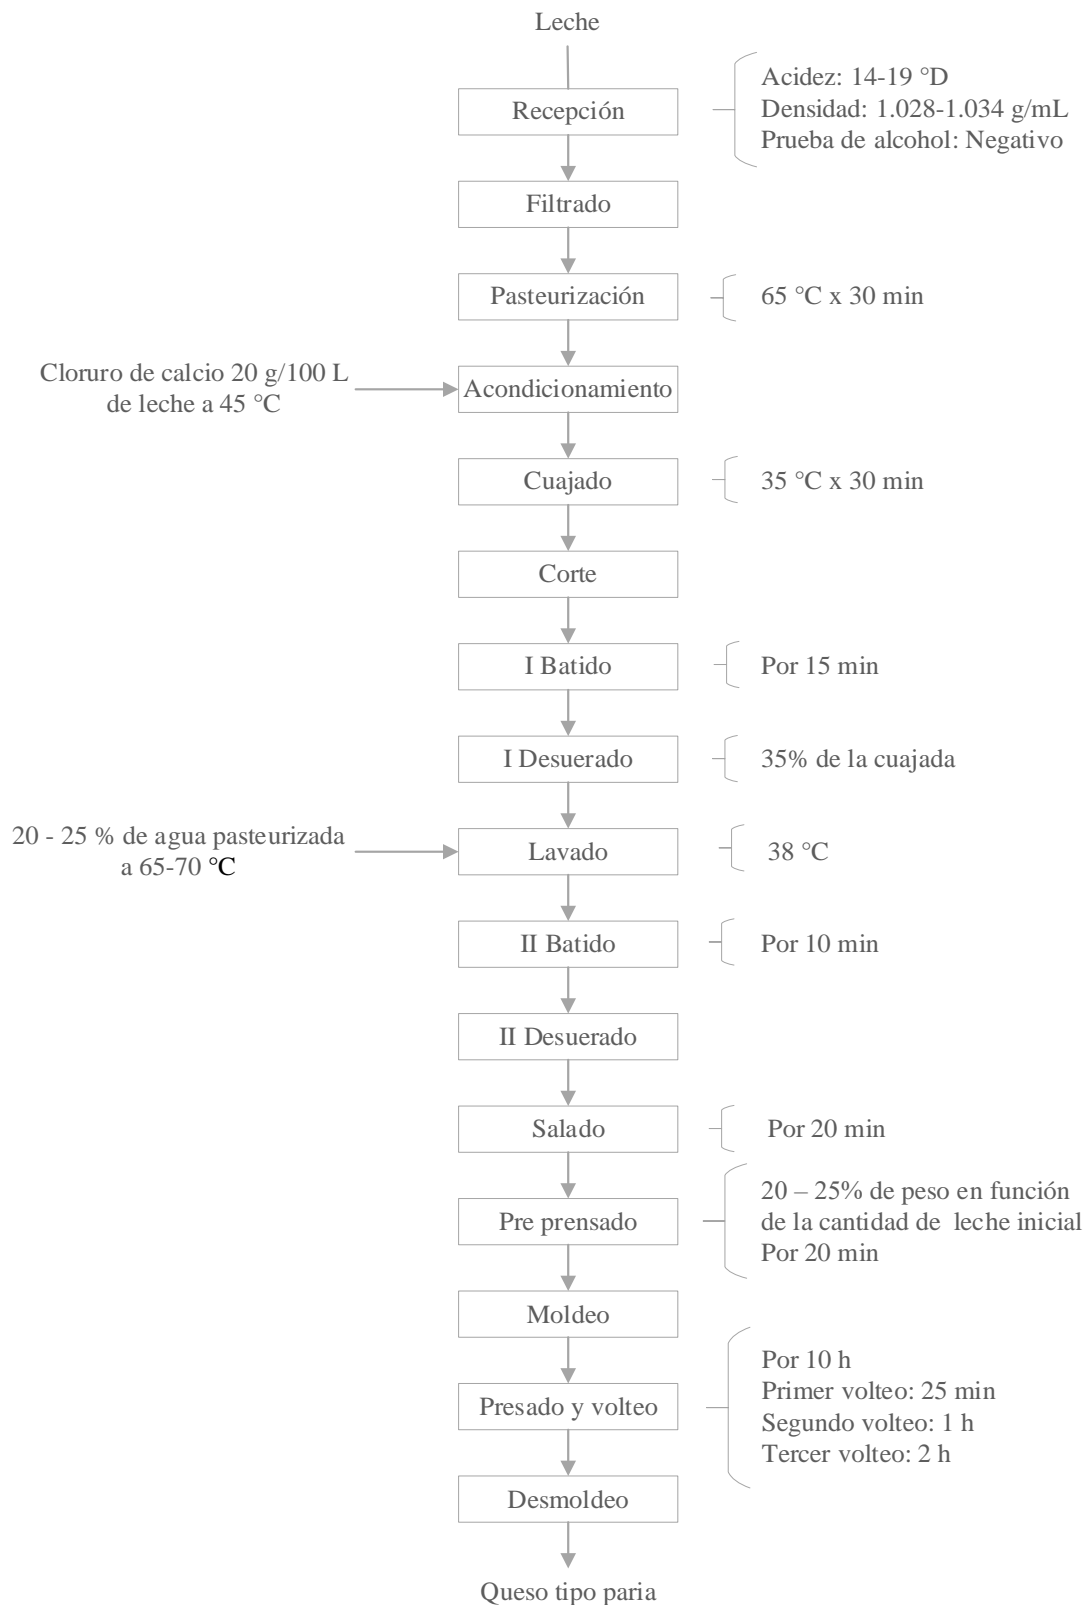 Leche
Recepción
Acidez: 14-19 °D
Densidad: 1.028-1.034 g/mL
Prueba de alcohol: Negativo
Filtrado
Pasteurización
65 °C x 30 min
Cloruro de calcio 20 g/100 L
de leche a 45 °C
Acondicionamiento
Cuajado
35 °C x 30 min
Corte
I Batido
Por 15 min
I Desuerado
35% de la cuajada
20 - 25 % de agua pasteurizada
a 65-70 °C
Lavado
38 °C
II Batido
Por 10 min
II Desuerado
Salado
Por 20 min
Pre prensado
20 – 25% de peso en función
de la cantidad de leche inicial
Por 20 min
Moldeo
Presado y volteo
Por 10 h
Primer volteo: 25 min
Segundo volteo: 1 h
Tercer volteo: 2 h
Desmoldeo
Queso tipo paria